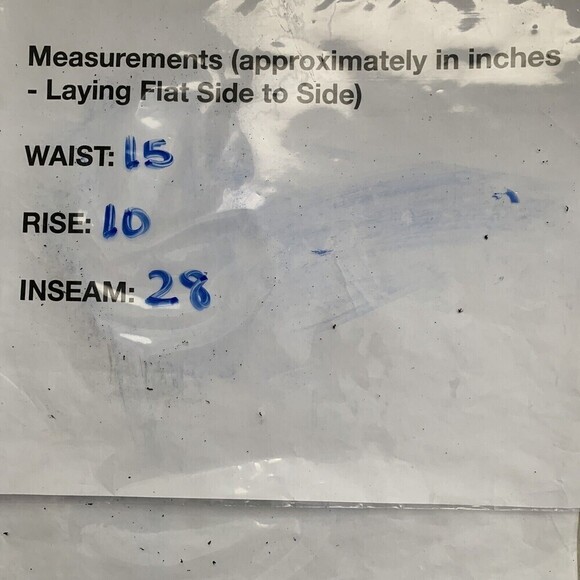 Measurements (approximately in inches
- Laying Flat Side to Side)
WAIST: 15
RISE: 10
INSEAM: 28